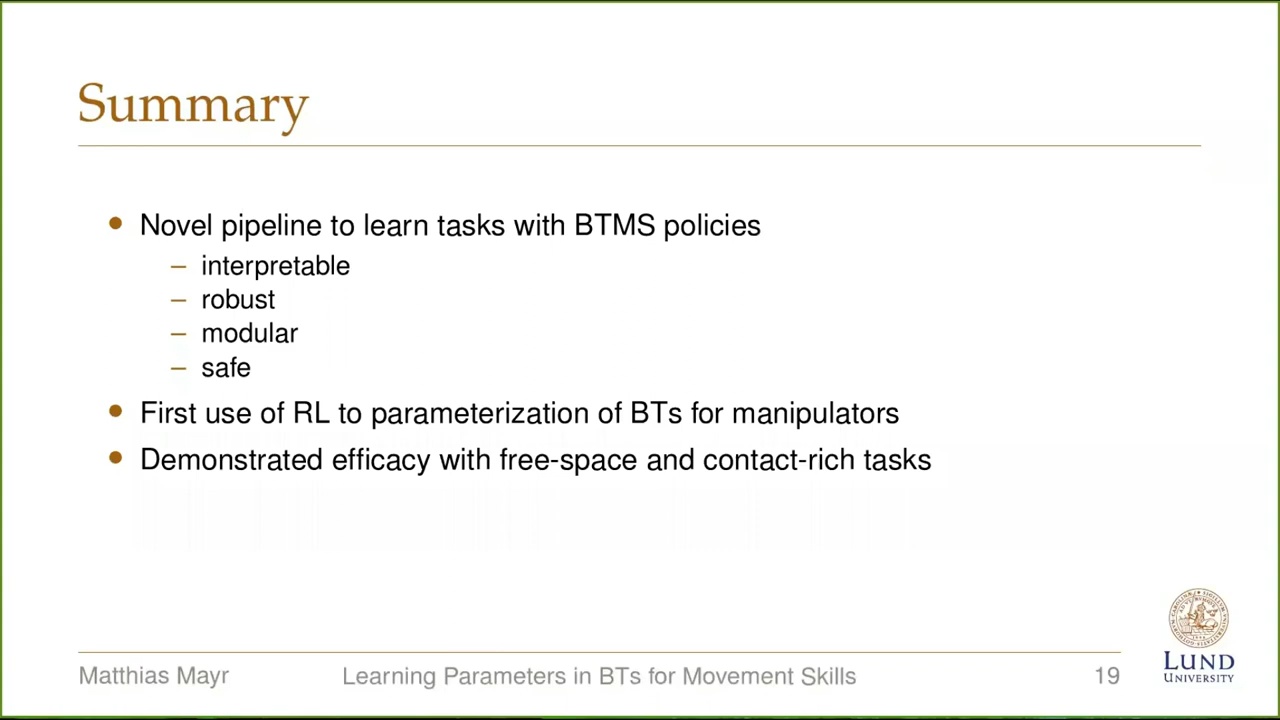 Summary
• Novel pipeline to learn tasks with BTMS policies
– interpretable
– robust
– modular
– safe
• First use of RL to parameterization of BTs for manipulators
• Demonstrated efficacy with free-space and contact-rich tasks
Matthias Mayr Learning Parameters in BTs for Movement Skills 19
LUND
UNIVERSITY